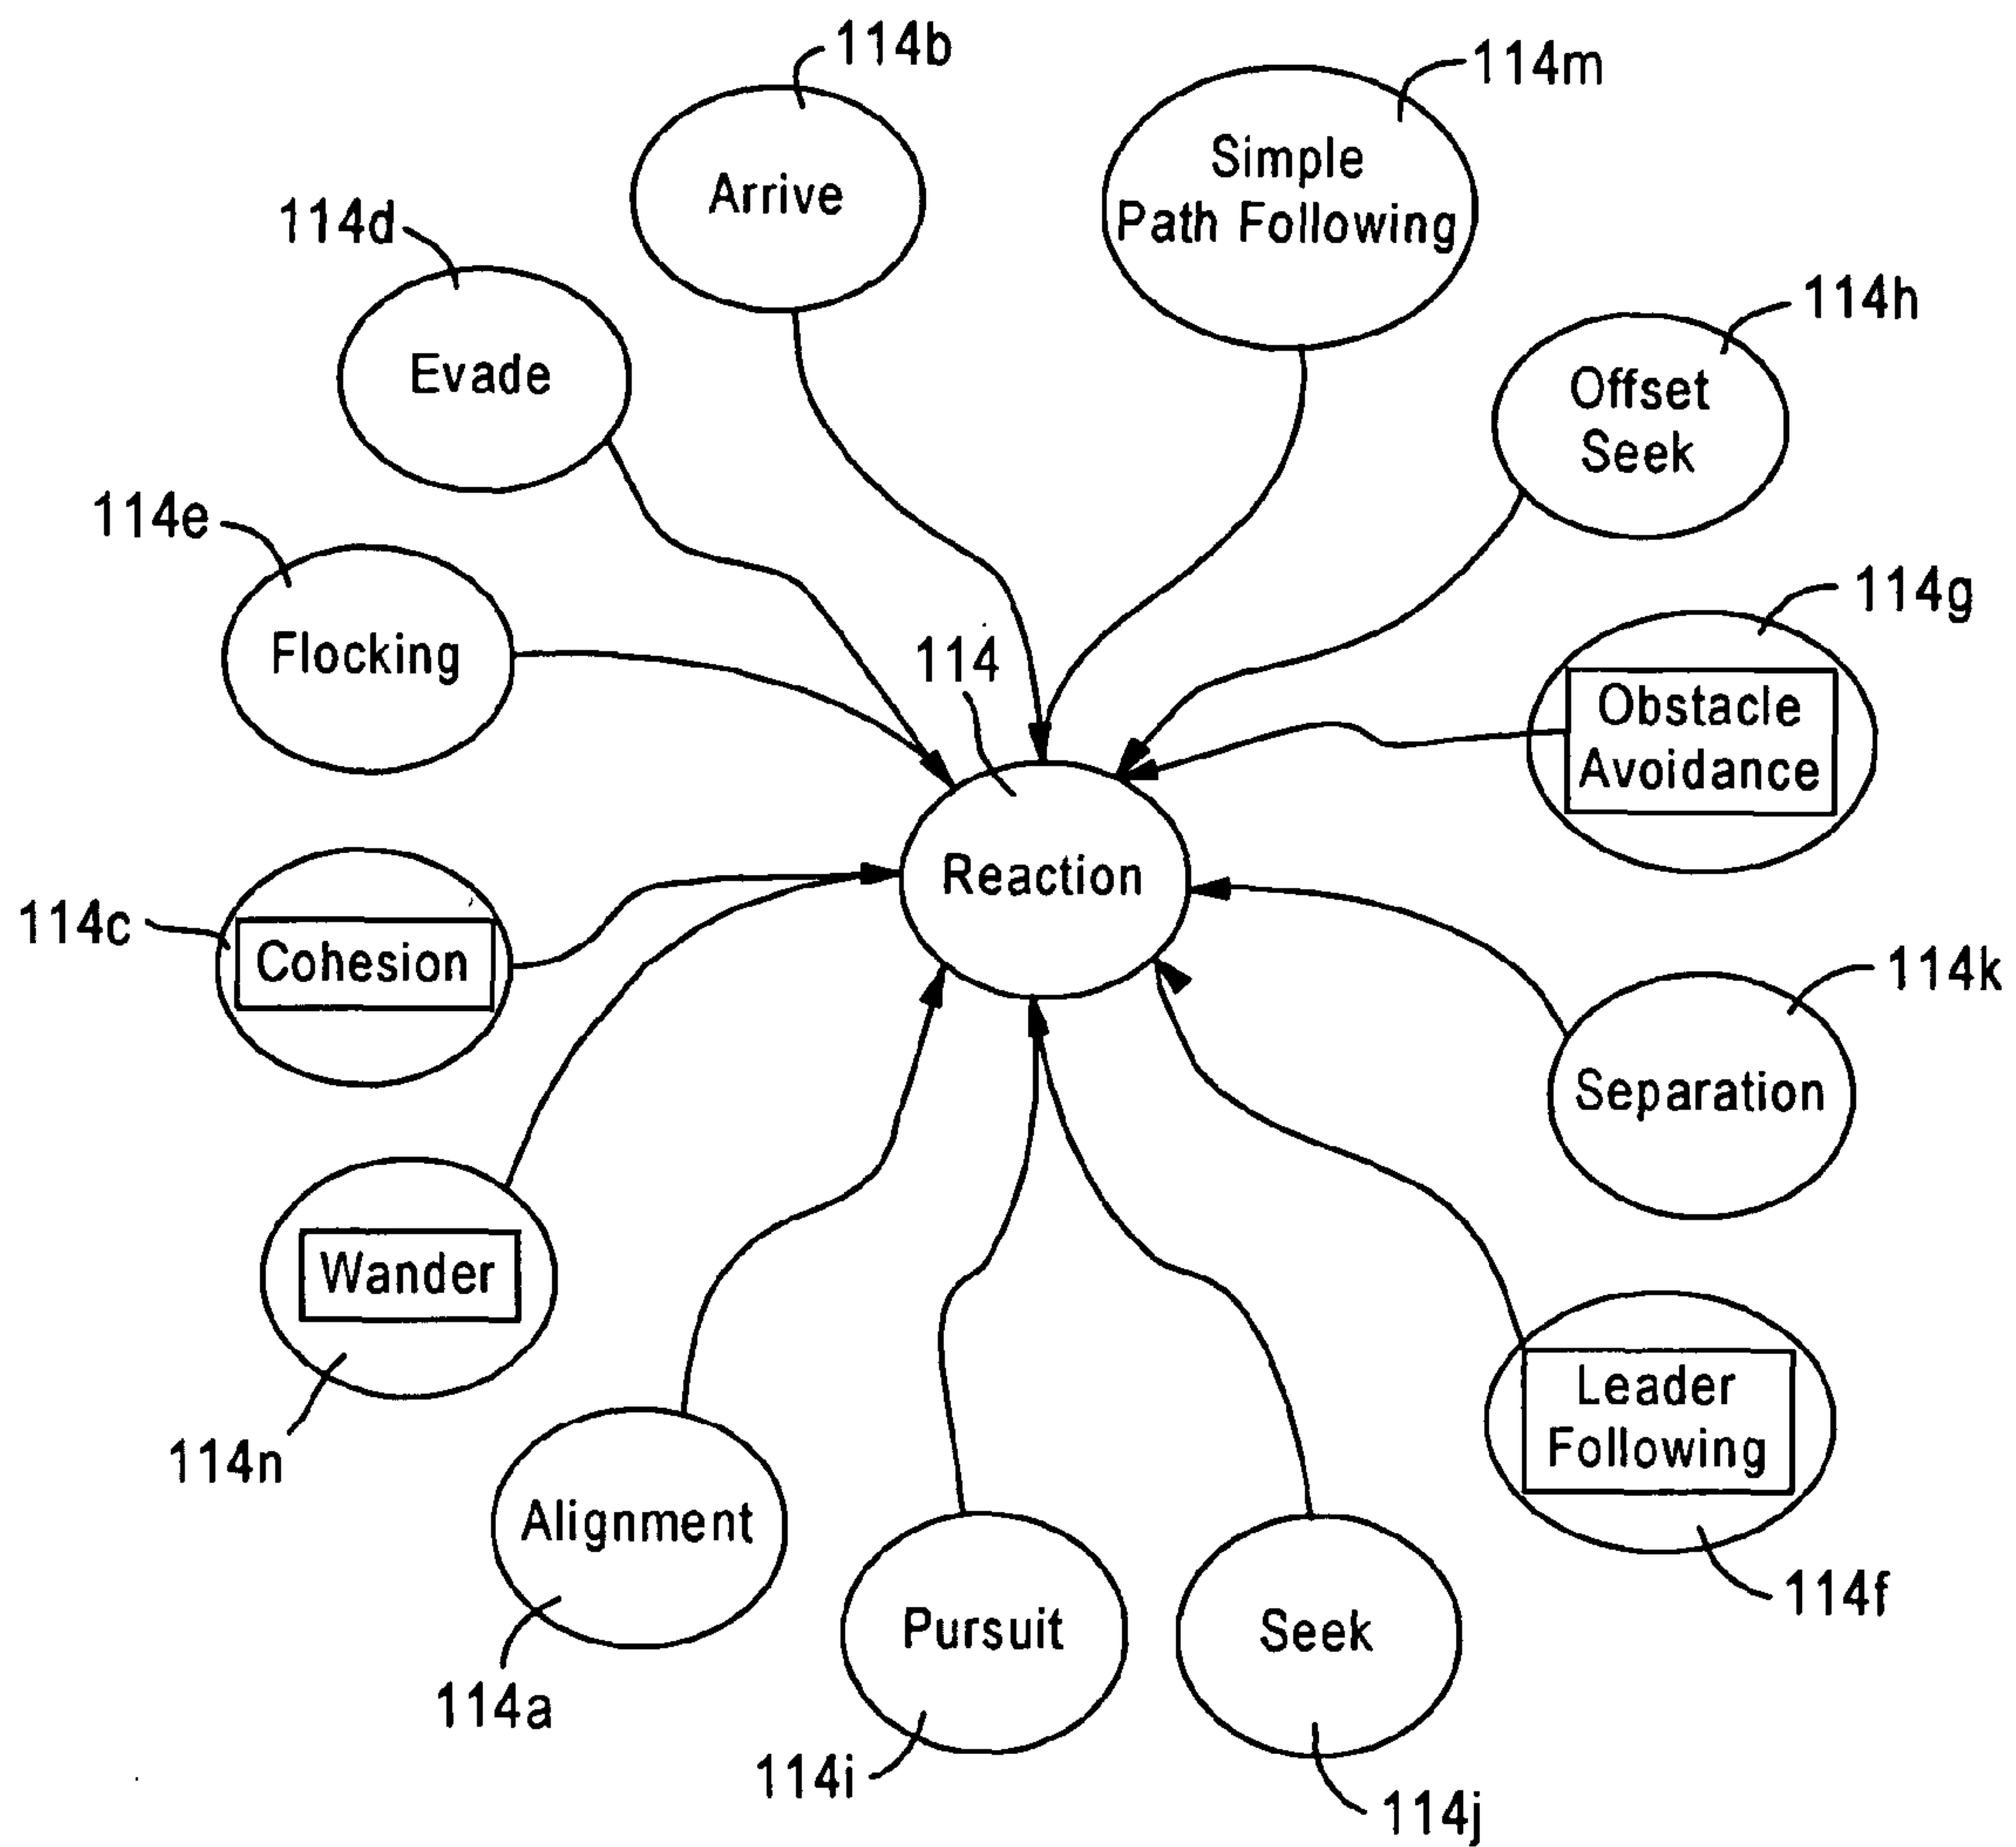 114b
114m
Simple
Path Following
Arrive
114d
114h
Evade
Offset
Seek
114e
114g
Flocking
114
Obstacle
Avoidance
Reaction
114c
Cohesion
114k
Separation
Wander
Leader
Following
114n
Alignment
114f
Pursuit
Seek
114a
114i
114j